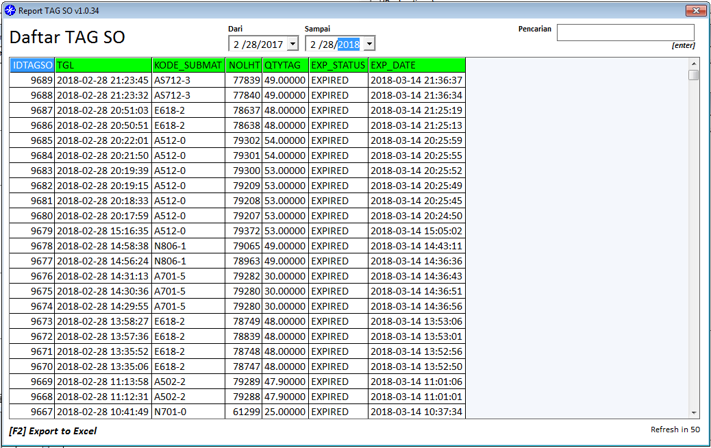 Report TAG SO v1.0.34
Daftar TAG SO
Dari
2 /28/2017
Sampai
2 /28/2018
Pencarian
[enter]
IDTAGSO TGL KODE_SUBMAT NOLHT QTYTAG EXP_STATUS EXP_DATE
9689 2018-02-28 21:23:45 AS712-3 77839 49.00000 EXPIRED 2018-03-14 21:36:37
9688 2018-02-28 21:23:32 AS712-3 77840 49.00000 EXPIRED 2018-03-14 21:36:34
9687 2018-02-28 20:51:03 E618-2 78637 48.00000 EXPIRED 2018-03-14 21:25:19
9686 2018-02-28 20:50:51 E618-2 78638 48.00000 EXPIRED 2018-03-14 21:25:13
9685 2018-02-28 20:22:01 A512-0 79302 54.00000 EXPIRED 2018-03-14 20:25:59
9684 2018-02-28 20:21:50 A512-0 79301 54.00000 EXPIRED 2018-03-14 20:25:55
9683 2018-02-28 20:19:39 A512-0 79300 53.00000 EXPIRED 2018-03-14 20:25:52
9682 2018-02-28 20:19:15 A512-0 79209 53.00000 EXPIRED 2018-03-14 20:25:49
9681 2018-02-28 20:18:33 A512-0 79208 53.00000 EXPIRED 2018-03-14 20:25:45
9680 2018-02-28 20:17:59 A512-0 79207 53.00000 EXPIRED 2018-03-14 20:24:50
9679 2018-02-28 15:16:35 A512-0 79372 53.00000 EXPIRED 2018-03-14 15:05:02
9678 2018-02-28 14:58:38 N806-1 79065 49.00000 EXPIRED 2018-03-14 14:43:11
9677 2018-02-28 14:56:24 N806-1 78963 49.00000 EXPIRED 2018-03-14 14:36:36
9676 2018-02-28 14:31:13 A701-5 79282 30.00000 EXPIRED 2018-03-14 14:36:43
9675 2018-02-28 14:30:36 A701-5 79280 30.00000 EXPIRED 2018-03-14 14:36:51
9674 2018-02-28 14:29:55 A701-5 79280 30.00000 EXPIRED 2018-03-14 14:36:56
9673 2018-02-28 13:58:27 E618-2 78749 48.00000 EXPIRED 2018-03-14 13:53:06
9672 2018-02-28 13:57:36 E618-2 78839 48.00000 EXPIRED 2018-03-14 13:53:01
9671 2018-02-28 13:35:52 E618-2 78748 48.00000 EXPIRED 2018-03-14 13:52:56
9670 2018-02-28 13:35:06 E618-2 78747 48.00000 EXPIRED 2018-03-14 13:52:50
9669 2018-02-28 11:13:58 A502-2 79289 47.90000 EXPIRED 2018-03-14 11:01:06
9668 2018-02-28 11:12:31 A502-2 79288 47.90000 EXPIRED 2018-03-14 11:01:01
9667 2018-02-28 10:41:49 N701-0 61299 25.00000 EXPIRED 2018-03-14 10:37:34
[F2] Export to Excel
Refresh in 50